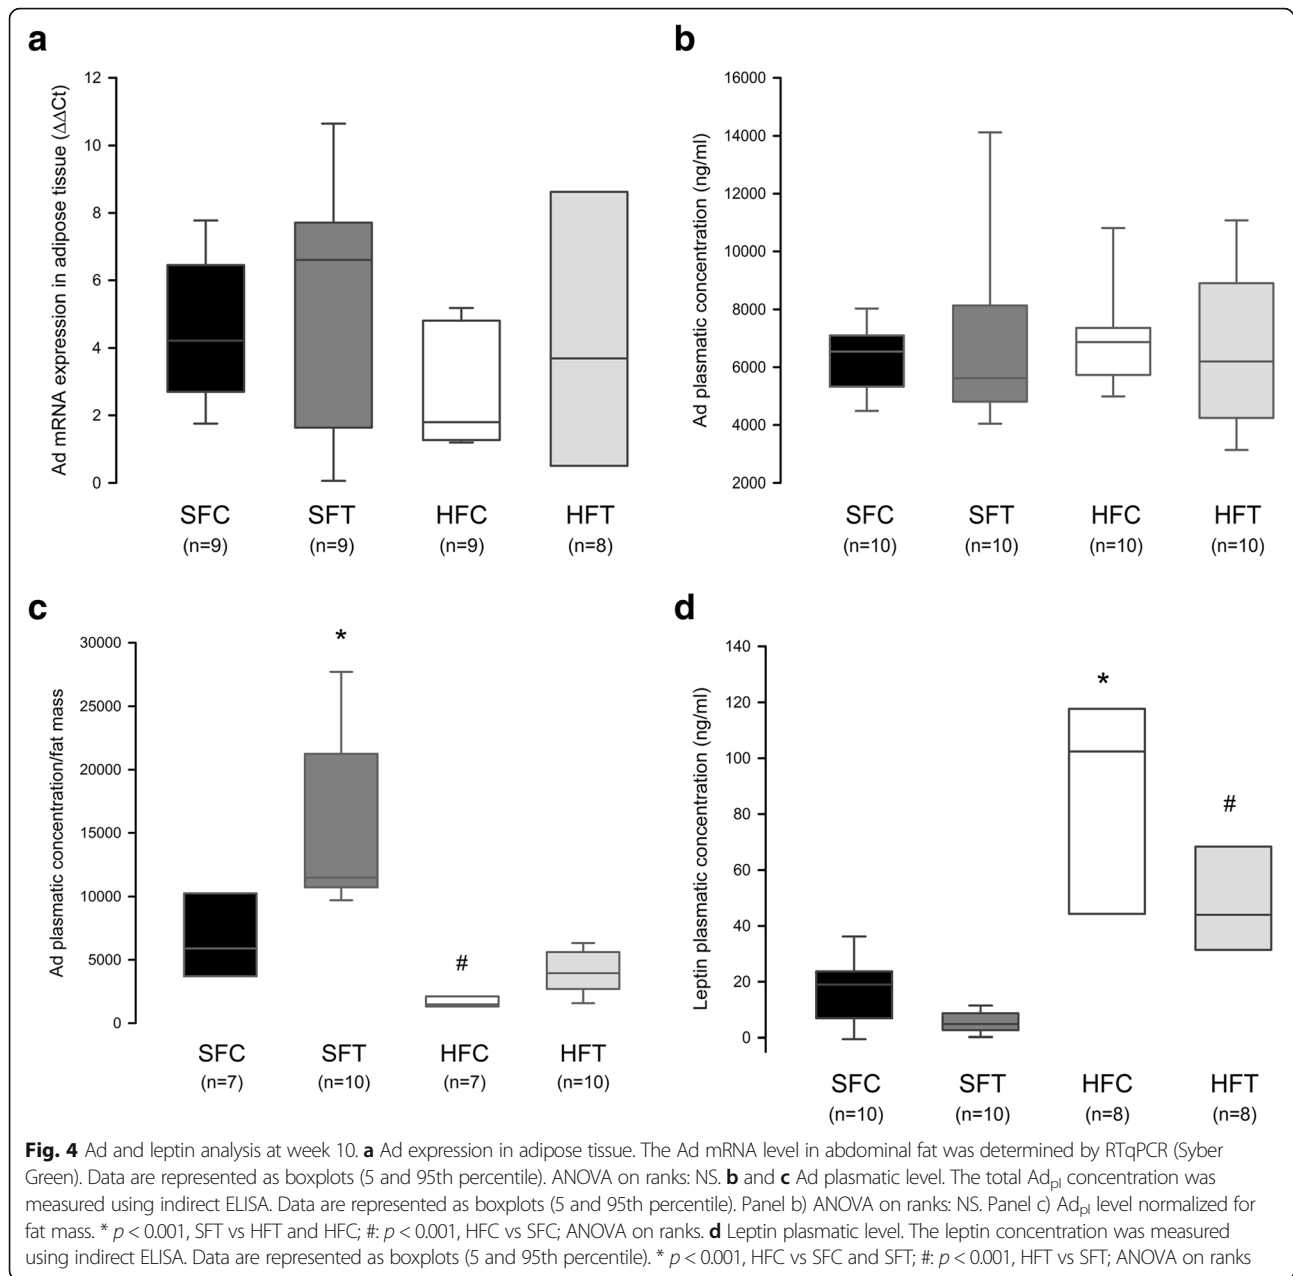 a
Ad mRNA expression in adipose tissue (ΔΔCt)
12
10
8
6
4
2
0
SFC
SFT
HFC
HFT
(n=9)
(n=9)
(n=9)
(n=8)
b
Ad plasmatic concentration (ng/ml)
16000
14000
12000
10000
8000
6000
4000
2000
SFC
SFT
HFC
HFT
(n=10)
(n=10)
(n=10)
(n=10)
c
Ad plasmatic concentration/fat mass
30000
25000
20000
15000
10000
5000
0
*
#
SFC
SFT
HFC
HFT
(n=7)
(n=10)
(n=7)
(n=10)
d
Leptin plasmatic concentration (ng/ml)
140
120
100
80
60
40
20
0
*
#
SFC
SFT
HFC
HFT
(n=10)
(n=10)
(n=8)
(n=8)
Fig. 4 Ad and leptin analysis at week 10. a Ad expression in adipose tissue. The Ad mRNA level in abdominal fat was determined by RTqPCR (Syber
Green). Data are represented as boxplots (5 and 95th percentile). ANOVA on ranks: NS. b and c Ad plasmatic level. The total Adpl concentration was
measured using indirect ELISA. Data are represented as boxplots (5 and 95th percentile). Panel b) ANOVA on ranks: NS. Panel c) Adpl level normalized for
fat mass. * p < 0.001, SFT vs HFT and HFC; #: p < 0.001, HFC vs SFC; ANOVA on ranks. d Leptin plasmatic level. The leptin concentration was measured
using indirect ELISA. Data are represented as boxplots (5 and 95th percentile). * p < 0.001, HFC vs SFC and SFT; #: p < 0.001, HFT vs SFT; ANOVA on ranks